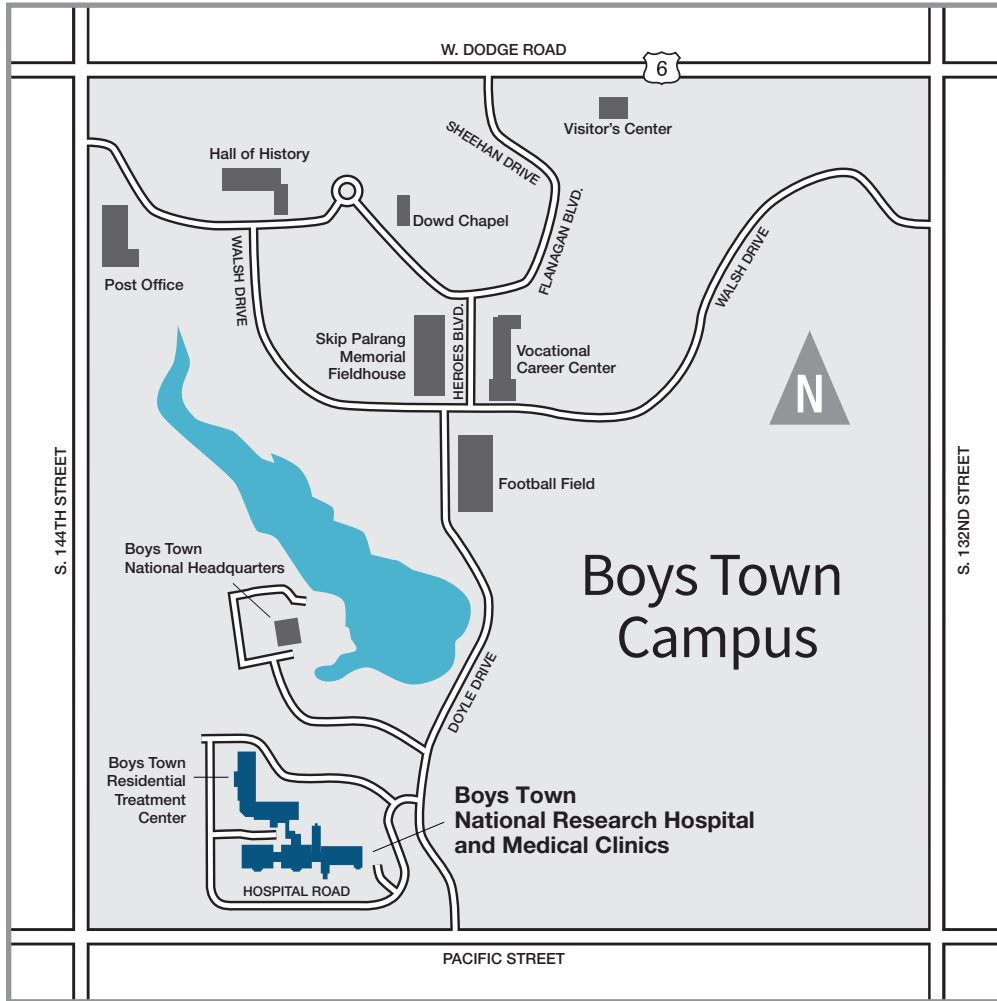 W. DODGE ROAD
6
Visitor's Center
SHEEHAN DRIVE
Hall of History
FLANAGAN BLVD.
Dowd Chapel
WALSH DRIVE
WALSH DRIVE
Post Office
HEROES BLVD.
Skip Palrang
Memorial
Fieldhouse
Vocational
Career Center
N
S. 144TH STREET
S. 132ND STREET
Football Field
Boys Town
National Headquarters
Boys Town
Campus
DOYLE DRIVE
Boys Town
Residential
Treatment
Center
Boys Town
National Research Hospital
and Medical Clinics
HOSPITAL ROAD
PACIFIC STREET